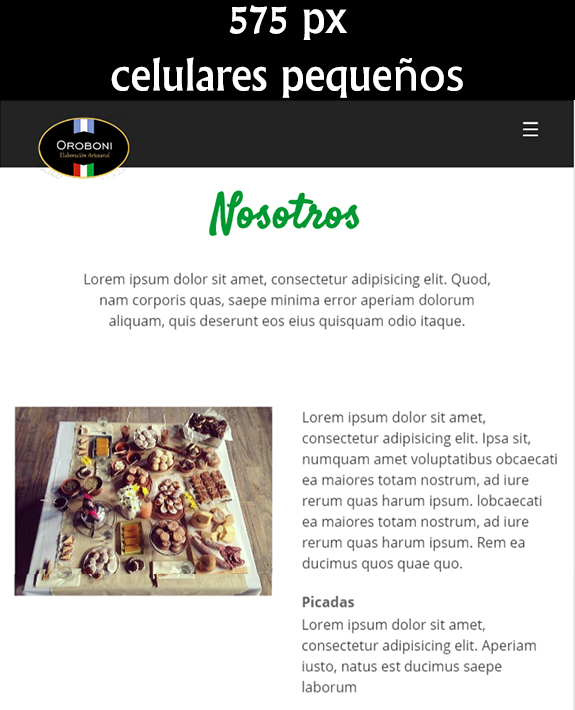 575 px
celulares pequeños
OROBONI
Elaboración Artesanal
Nosotros
Lorem ipsum dolor sit amet, consectetur adipisicing elit. Quod,
nam corporis quas, saepe minima error aperiam dolorum
aliquam, quis deserunt eos eius quisquam odio itaque.
Lorem ipsum dolor sit amet,
consectetur adipisicing elit. Ipsa sit,
numquam amet voluptatibus obcaecati
ea maiores totam nostrum, ad iure
rerum quas harum ipsum. lobcaecati
ea maiores totam nostrum, ad iure
rerum quas harum ipsum. Rem ea
ducimus quos quae quo.
Picadas
Lorem ipsum dolor sit amet,
consectetur adipisicing elit. Aperiam
iusto, natus est ducimus saepe
laborum